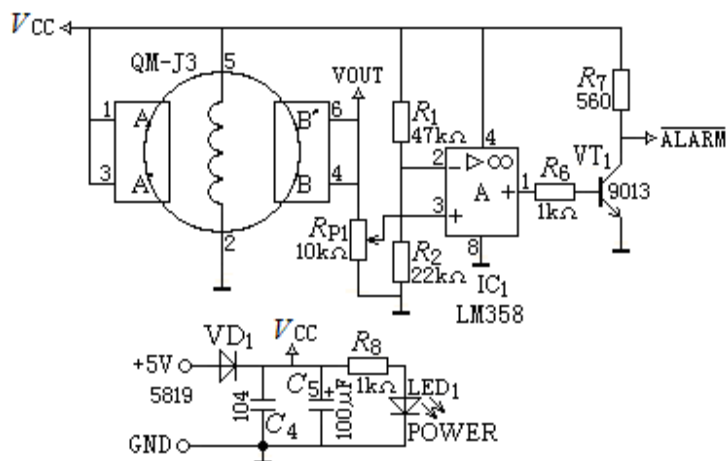 VCC
QM-J3
5
VOUT
1
A
3
A
B
6
B
4
2
RP1
10kΩ
R1
47kΩ
R2
22kΩ
2
−
▷∞
4
3
+
A
+
1
8
IC1
LM358
R6
1kΩ
VT1
9013
R7
560
ALARM
+5V
VD1
5819
VCC
104
C4
C5
+
R8
1kΩ
LED1
POWER
GND